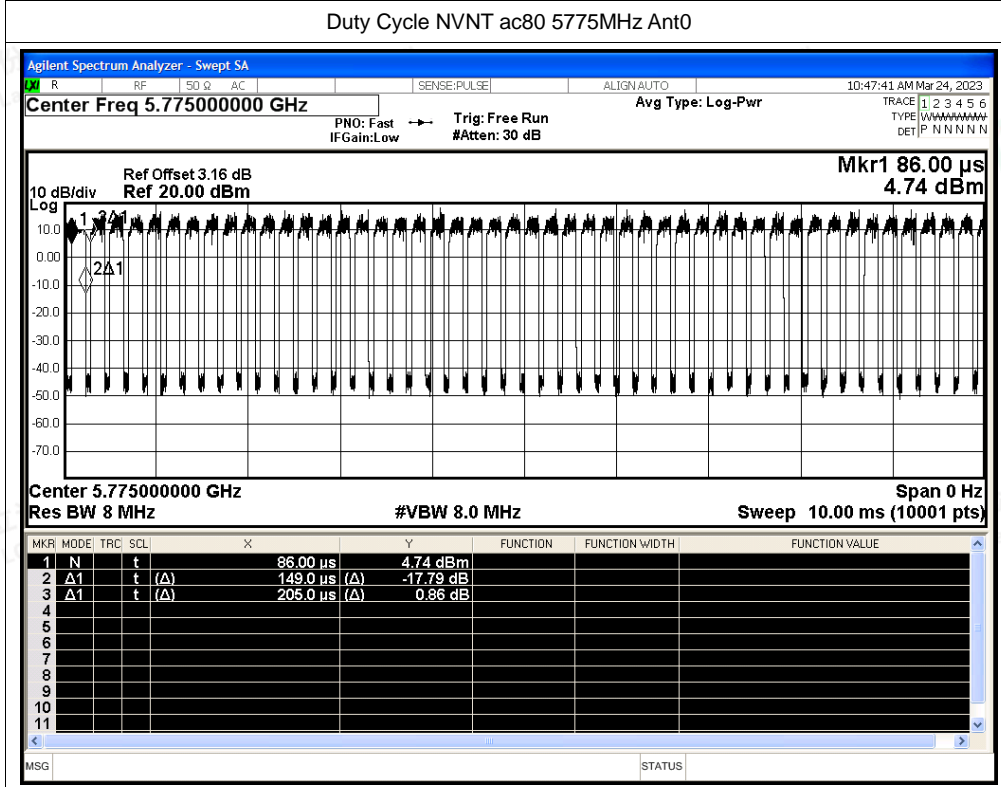 Duty Cycle NVNT ac80 5775MHz Ant0
Agilent Spectrum Analyzer - Swept SA
LXI R RF 50 Ω AC SENSE:PULSE ALIGN AUTO 10:47:41 AM Mar 24, 2023
Center Freq 5.775000000 GHz Avg Type: Log-Pwr TRACE 1 2 3 4 5 6
PNO: Fast Trig: Free Run TYPE
IFGain:Low #Atten: 30 dB DET P N N N N N
Mkr1 86.00 µs
Ref Offset 3.16 dB
10 dB/div Ref 20.00 dBm 4.74 dBm
Log
1 3Δ1
10.0
0.00
2Δ1
-10.0
-20.0
-30.0
-40.0
-50.0
-60.0
-70.0
Center 5.775000000 GHz Span 0 Hz
Res BW 8 MHz #VBW 8.0 MHz Sweep 10.00 ms (10001 pts)
MKR MODE TRC SCL X Y FUNCTION FUNCTION WIDTH FUNCTION VALUE
1 N t 86.00 µs 4.74 dBm
2 Δ1 t (Δ) 149.0 µs (Δ) -17.79 dB
3 Δ1 t (Δ) 205.0 µs (Δ) 0.86 dB
4
5
6
7
8
9
10
11
MSG STATUS